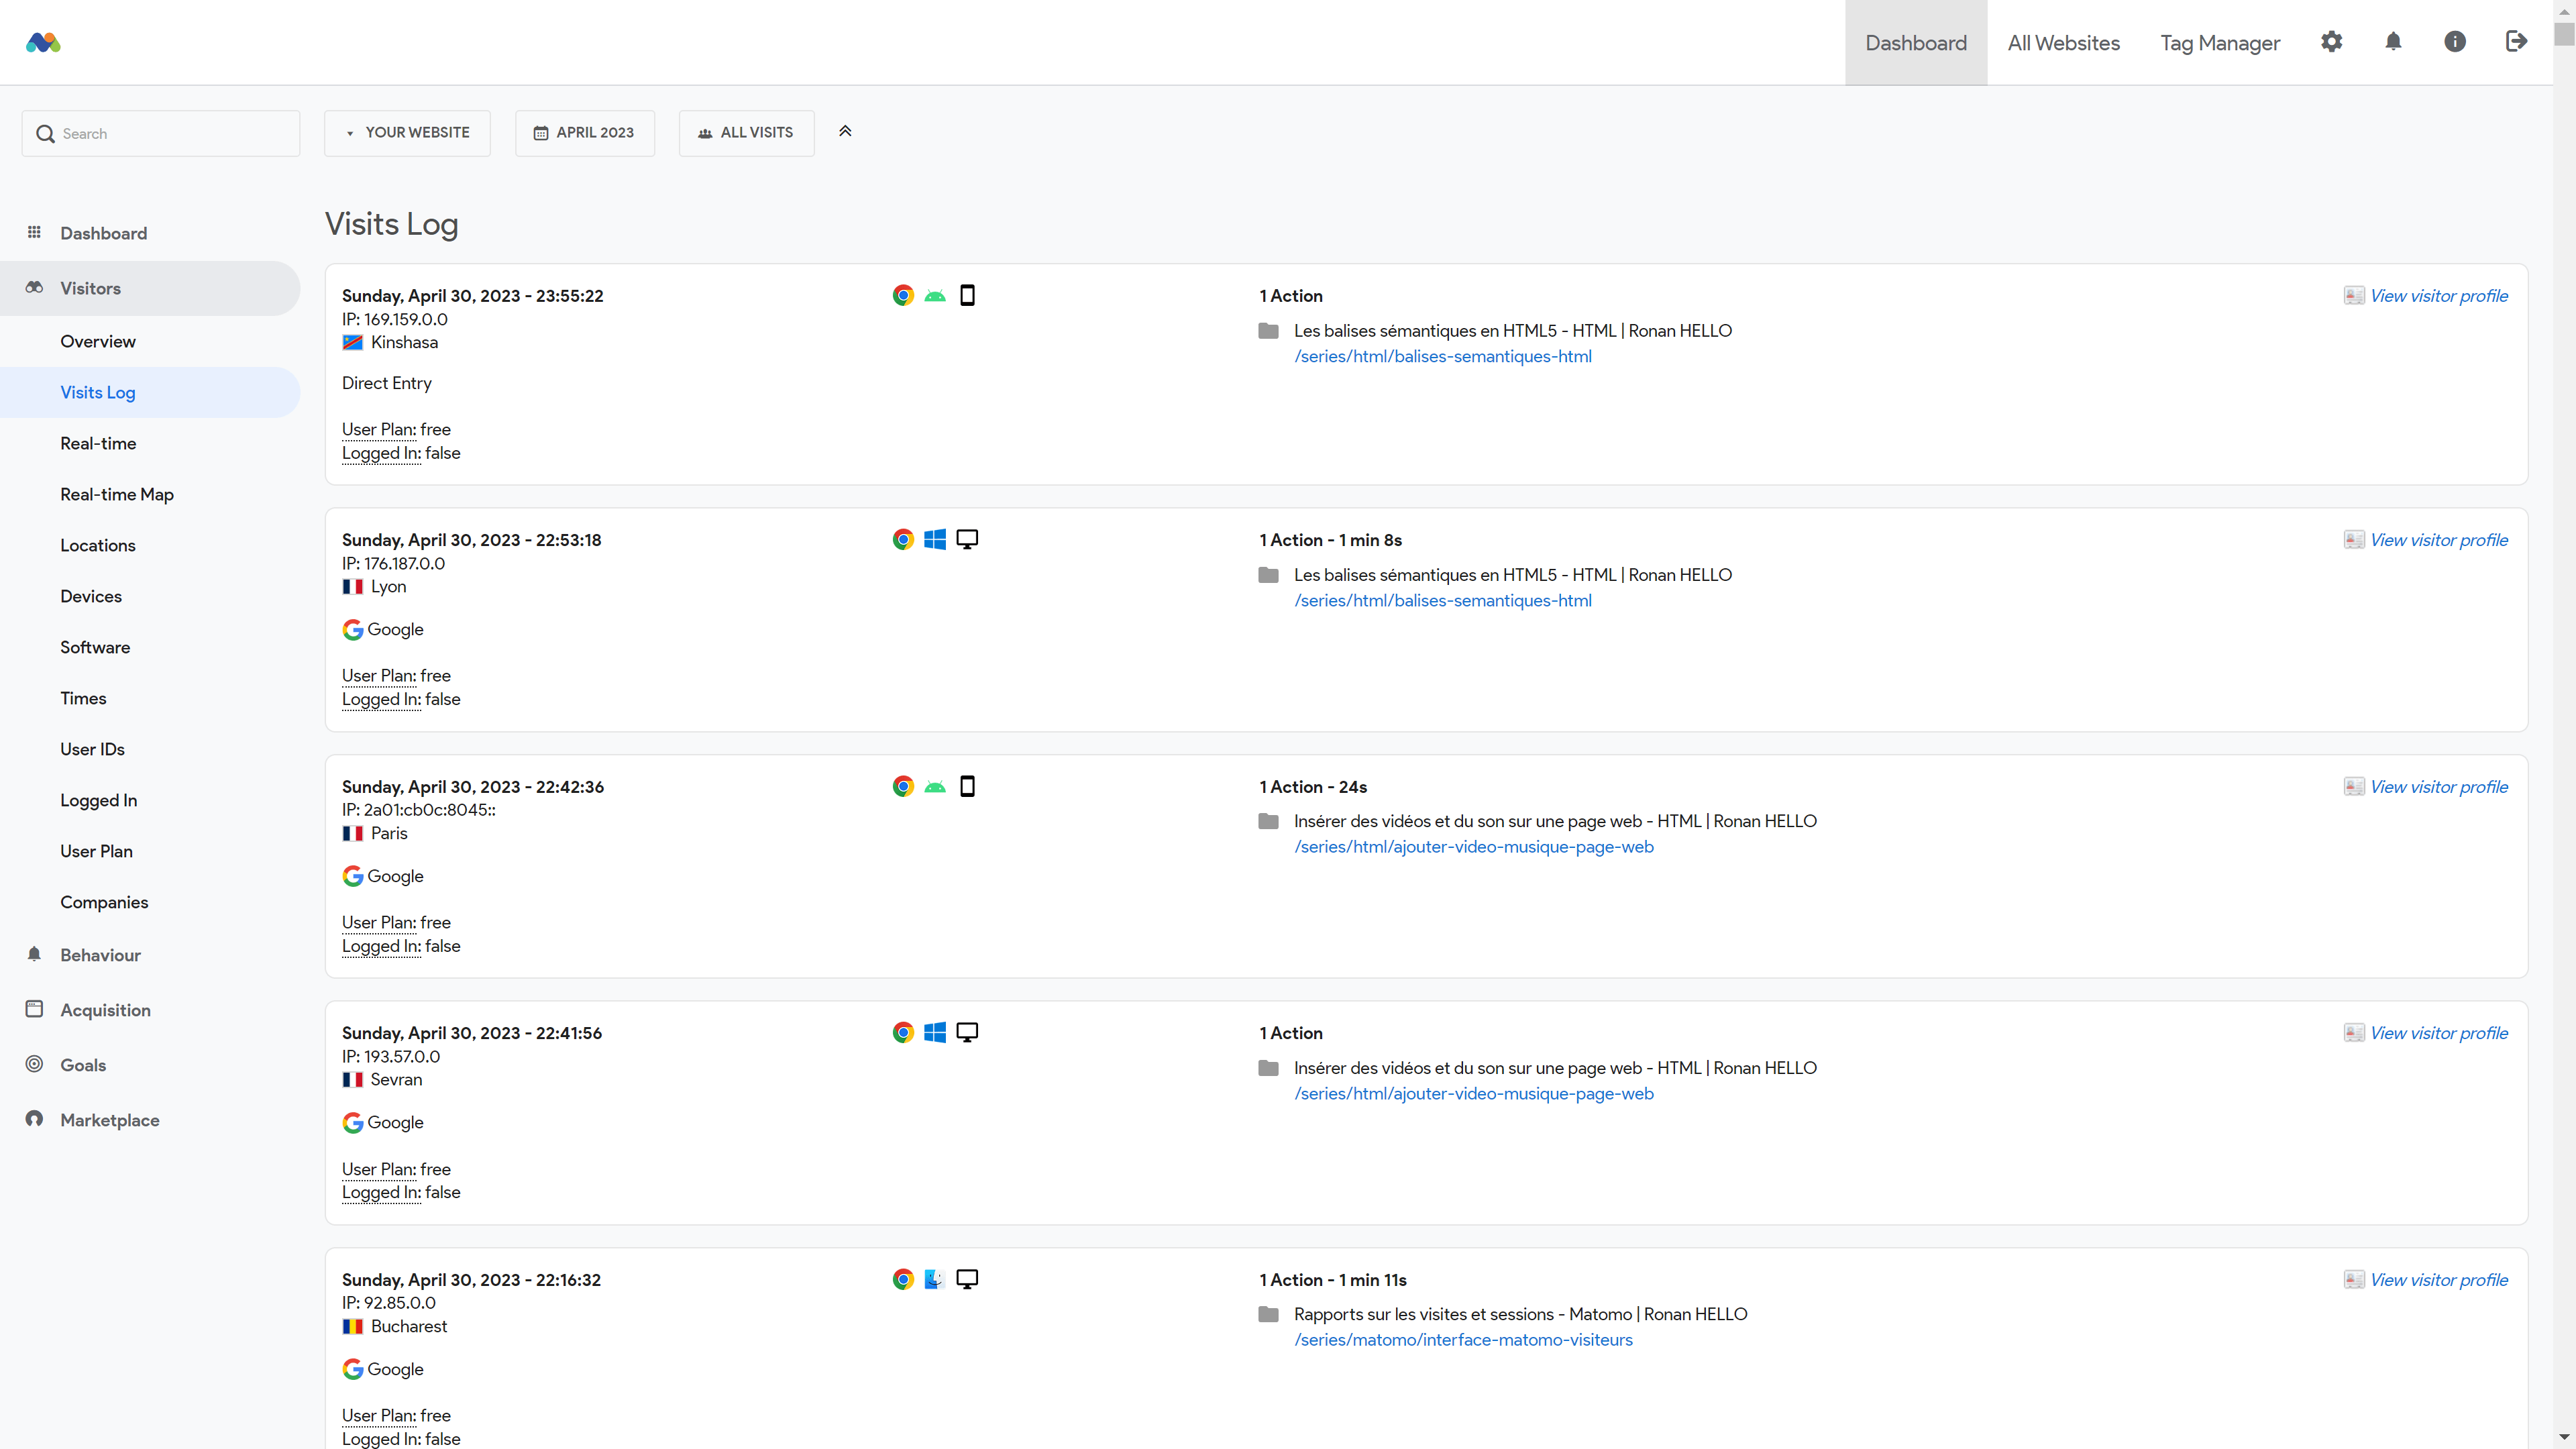 Dashboard
All Websites
Tag Manager
Search
YOUR WEBSITE
APRIL 2023
ALL VISITS
Dashboard
Visitors
Overview
Visits Log
Real-time
Real-time Map
Locations
Devices
Software
Times
User IDs
Logged In
User Plan
Companies
Behaviour
Acquisition
Goals
Marketplace
Visits Log
Sunday, April 30, 2023 - 23:55:22
IP: 169.159.0.0
Kinshasa
Direct Entry
User Plan: free
Logged In: false
1 Action
Les balises sémantiques en HTML5 - HTML | Ronan HELLO
/series/html/balises-semantiques-html
View visitor profile
Sunday, April 30, 2023 - 22:53:18
IP: 176.187.0.0
Lyon
Google
User Plan: free
Logged In: false
1 Action - 1 min 8s
Les balises sémantiques en HTML5 - HTML | Ronan HELLO
/series/html/balises-semantiques-html
View visitor profile
Sunday, April 30, 2023 - 22:42:36
IP: 2a01:cb0c:8045::
Paris
Google
User Plan: free
Logged In: false
1 Action - 24s
Insérer des vidéos et du son sur une page web - HTML | Ronan HELLO
/series/html/ajouter-video-musique-page-web
View visitor profile
Sunday, April 30, 2023 - 22:41:56
IP: 193.57.0.0
Sevran
Google
User Plan: free
Logged In: false
1 Action
Insérer des vidéos et du son sur une page web - HTML | Ronan HELLO
/series/html/ajouter-video-musique-page-web
View visitor profile
Sunday, April 30, 2023 - 22:16:32
IP: 92.85.0.0
Bucharest
Google
User Plan: free
Logged In: false
1 Action - 1 min 11s
Rapports sur les visites et sessions - Matomo | Ronan HELLO
/series/matomo/interface-matomo-visiteurs
View visitor profile